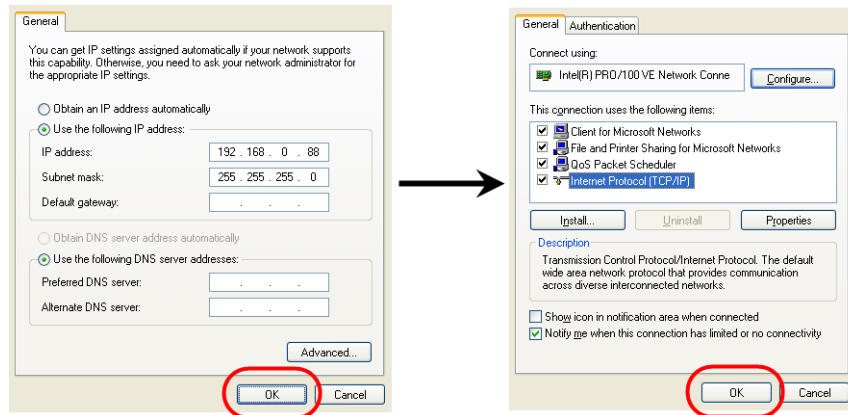 General
You can get IP settings assigned automatically if your network supports
this capability. Otherwise, you need to ask your network administrator for
the appropriate IP settings.
Obtain an IP address automatically
Use the following IP address:
IP address: 192 . 168 . 0 . 88
Subnet mask: 255 . 255 . 255 . 0
Default gateway: . . .
Obtain DNS server address automatically
Use the following DNS server addresses:
Preferred DNS server: . . .
Alternate DNS server: . . .
Advanced...
OK Cancel
General Authentication
Connect using:
Intel(R) PRO/100 VE Network Conne Configure...
This connection uses the following items:
Client for Microsoft Networks
File and Printer Sharing for Microsoft Networks
QoS Packet Scheduler
Internet Protocol (TCP/IP)
Install... Uninstall Properties
Description
Transmission Control Protocol/Internet Protocol. The default
wide area network protocol that provides communication
across diverse interconnected networks.
Show icon in notification area when connected
Notify me when this connection has limited or no connectivity
OK Cancel